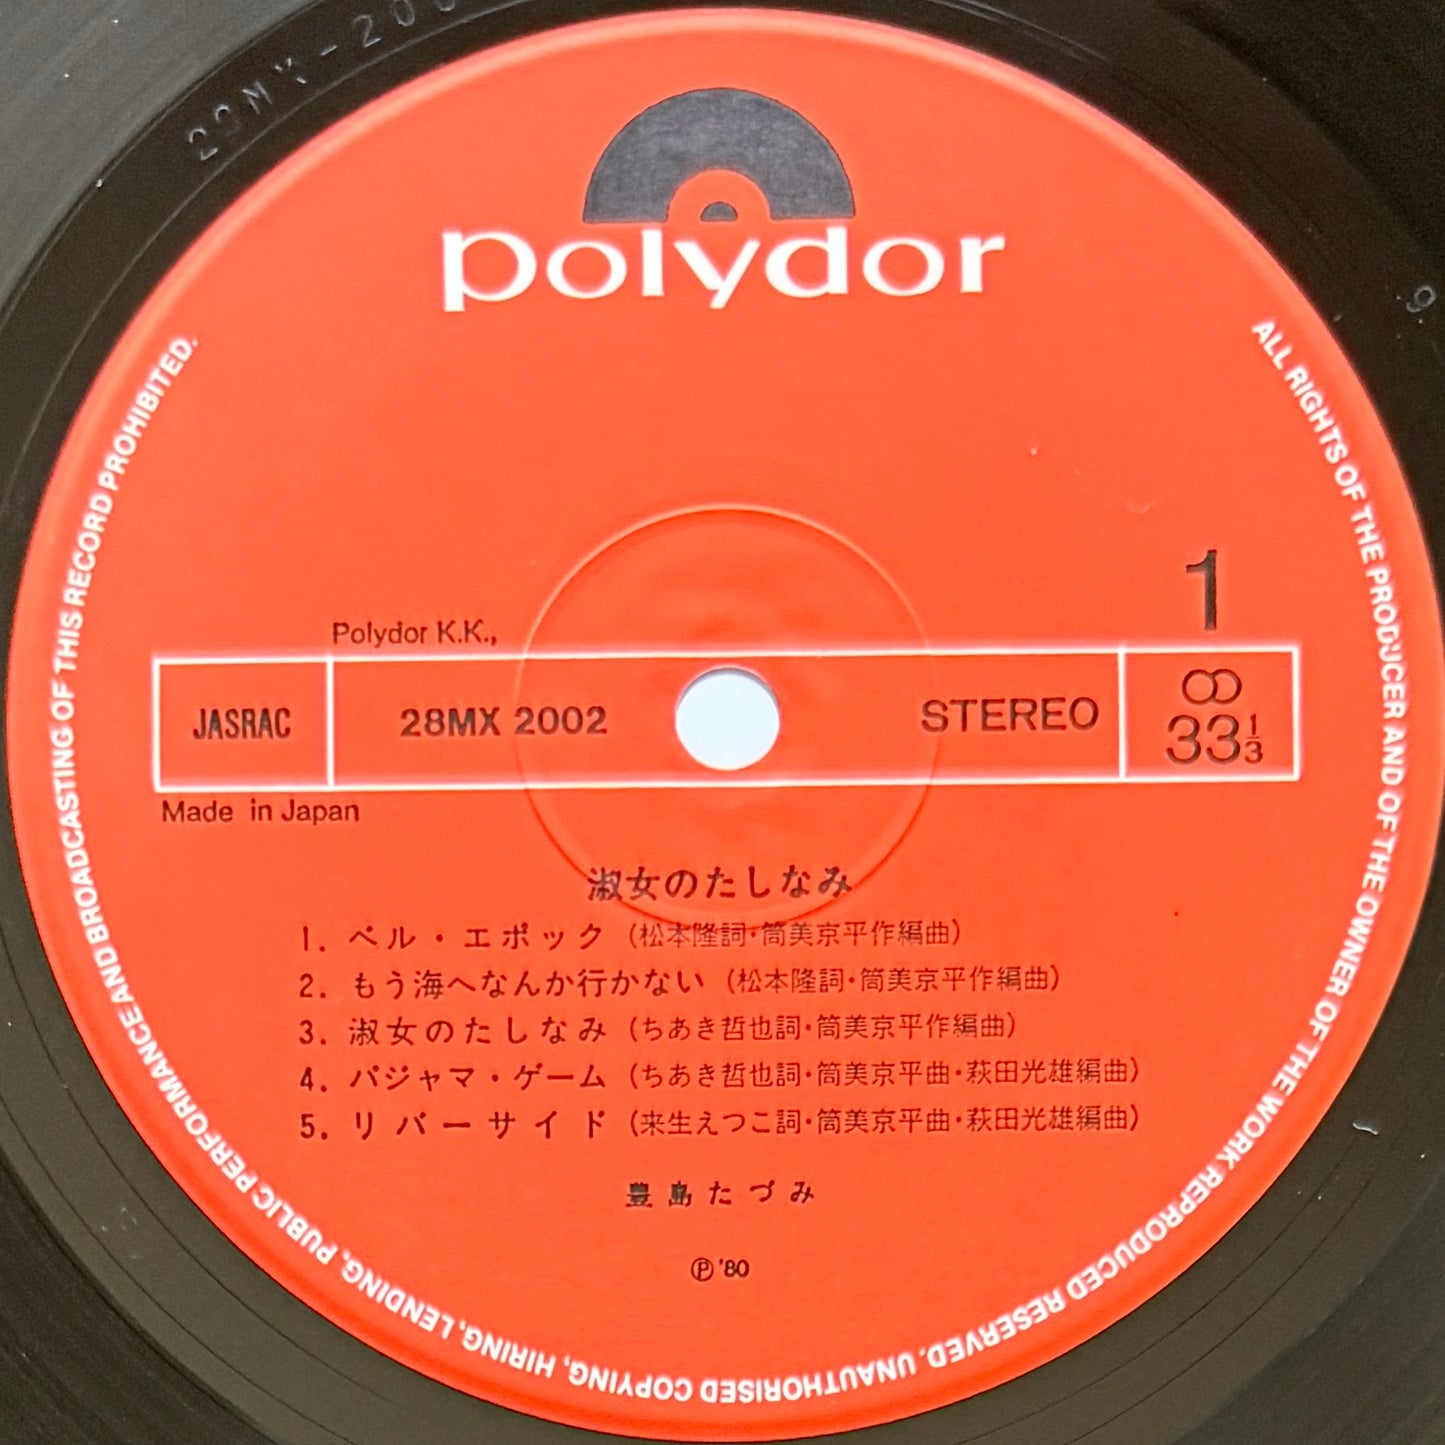 polydor
1
Polydor K.K.,
JASRAC
28MX 2002
STEREO
33 1/3
Made in Japan
淑女のたしなみ
1. ベル・エポック (松本隆詞・筒美京平作編曲)
2. もう海へなんか行かない (松本隆詞・筒美京平作編曲)
3. 淑女のたしなみ (ちあき哲也詞・筒美京平作編曲)
4. パジャマ・ゲーム (ちあき哲也詞・筒美京平曲・萩田光雄編曲)
5. リバーサイド (来生えつこ詞・筒美京平曲・萩田光雄編曲)
豊島たづみ
Ⓟ '80
ALL RIGHTS OF THE PRODUCER AND OF THE OWNER OF THE WORK REPRODUCED RESERVED. UNAUTHORISED COPYING, HIRING, LENDING, PUBLIC PERFORMANCE AND BROADCASTING OF THIS RECORD PROHIBITED.